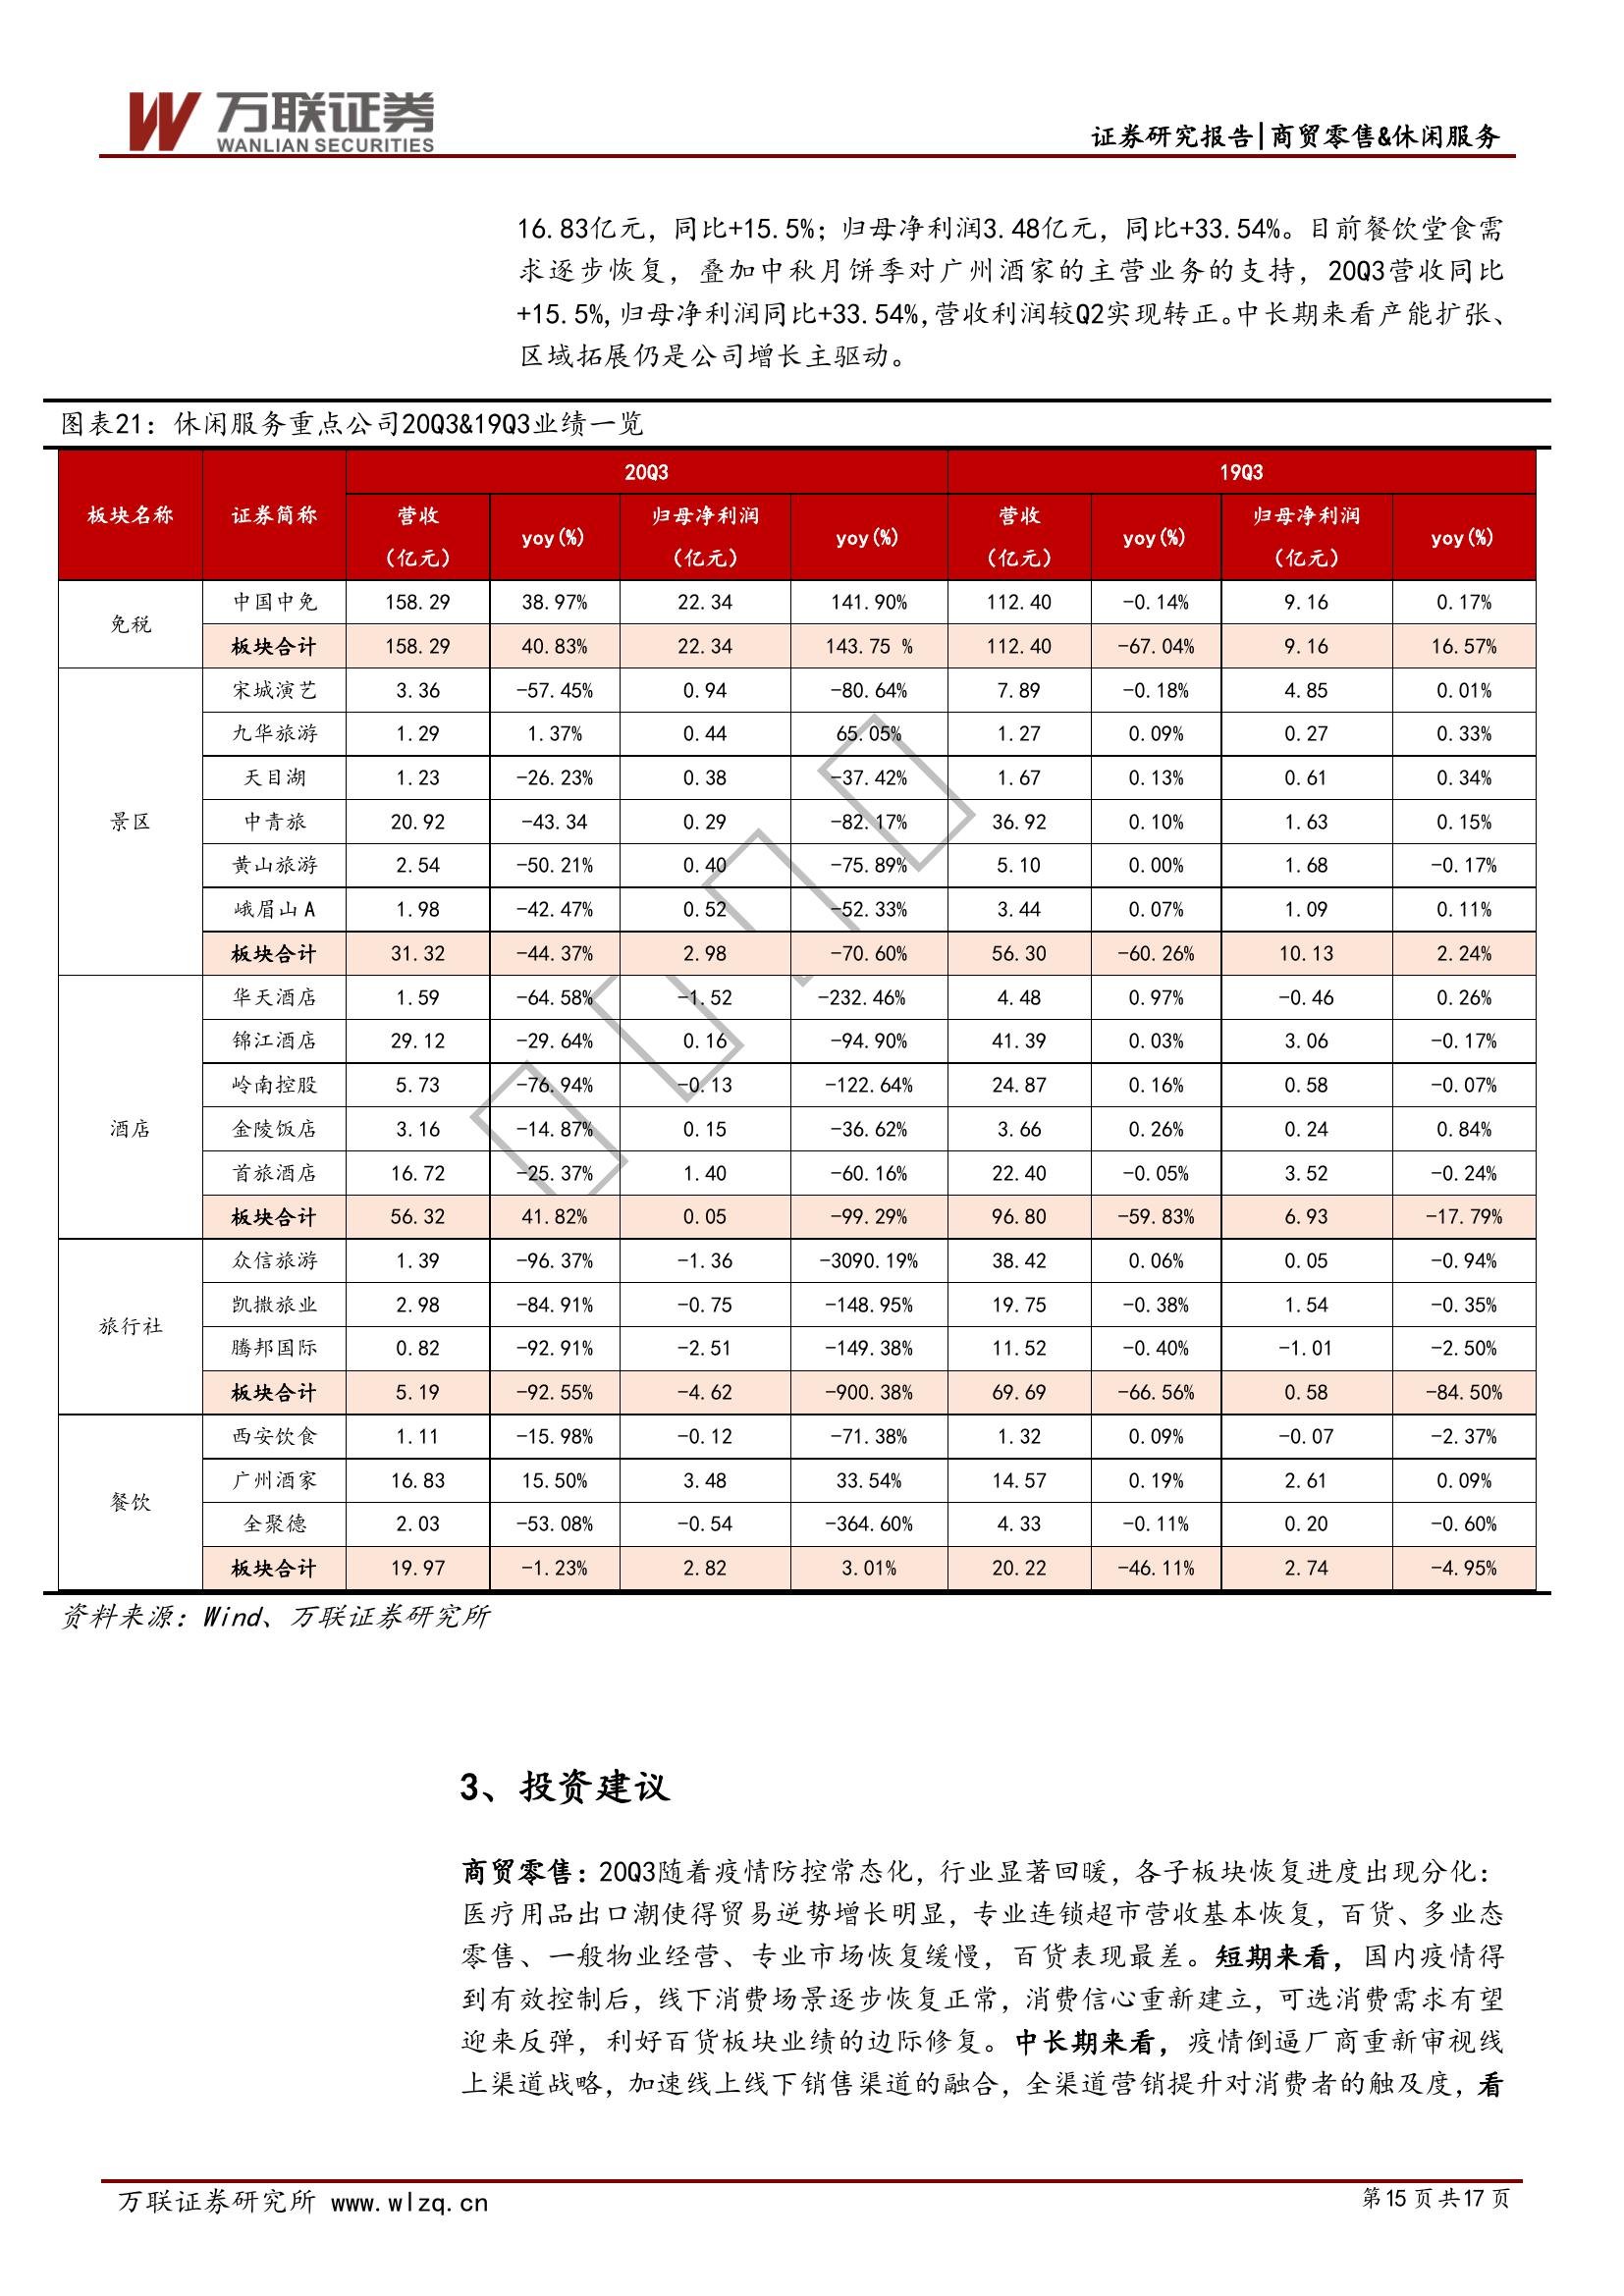 万联证券
WANLIAN SECURITIES
证券研究报告|商贸零售&休闲服务
16.83亿元，同比+15.5%；归母净利润3.48亿元，同比+33.54%。目前餐饮堂食需
求逐步恢复，叠加中秋月饼季对广州酒家的主营业务的支持，20Q3营收同比
+15.5%,归母净利润同比+33.54%,营收利润较Q2实现转正。中长期来看产能扩张、
区域拓展仍是公司增长主驱动。
图表21：休闲服务重点公司20Q3&19Q3业绩一览
板块名称 证券简称 20Q3 19Q3
营收（亿元） yoy(%) 归母净利润（亿元） yoy(%) 营收（亿元） yoy(%) 归母净利润（亿元） yoy(%)
免税 中国中免 158.29 38.97% 22.34 141.90% 112.40 -0.14% 9.16 0.17%
板块合计 158.29 40.83% 22.34 143.75 % 112.40 -67.04% 9.16 16.57%
景区 宋城演艺 3.36 -57.45% 0.94 -80.64% 7.89 -0.18% 4.85 0.01%
九华旅游 1.29 1.37% 0.44 65.05% 1.27 0.09% 0.27 0.33%
天目湖 1.23 -26.23% 0.38 -37.42% 1.67 0.13% 0.61 0.34%
中青旅 20.92 -43.34 0.29 -82.17% 36.92 0.10% 1.63 0.15%
黄山旅游 2.54 -50.21% 0.40 -75.89% 5.10 0.00% 1.68 -0.17%
峨眉山A 1.98 -42.47% 0.52 -52.33% 3.44 0.07% 1.09 0.11%
板块合计 31.32 -44.37% 2.98 -70.60% 56.30 -60.26% 10.13 2.24%
酒店 华天酒店 1.59 -64.58% -1.52 -232.46% 4.48 0.97% -0.46 0.26%
锦江酒店 29.12 -29.64% 0.16 -94.90% 41.39 0.03% 3.06 -0.17%
岭南控股 5.73 -76.94% -0.13 -122.64% 24.87 0.16% 0.58 -0.07%
金陵饭店 3.16 -14.87% 0.15 -36.62% 3.66 0.26% 0.24 0.84%
首旅酒店 16.72 -25.37% 1.40 -60.16% 22.40 -0.05% 3.52 -0.24%
板块合计 56.32 41.82% 0.05 -99.29% 96.80 -59.83% 6.93 -17.79%
旅行社 众信旅游 1.39 -96.37% -1.36 -3090.19% 38.42 0.06% 0.05 -0.94%
凯撒旅业 2.98 -84.91% -0.75 -148.95% 19.75 -0.38% 1.54 -0.35%
腾邦国际 0.82 -92.91% -2.51 -149.38% 11.52 -0.40% -1.01 -2.50%
板块合计 5.19 -92.55% -4.62 -900.38% 69.69 -66.56% 0.58 -84.50%
餐饮 西安饮食 1.11 -15.98% -0.12 -71.38% 1.32 0.09% -0.07 -2.37%
广州酒家 16.83 15.50% 3.48 33.54% 14.57 0.19% 2.61 0.09%
全聚德 2.03 -53.08% -0.54 -364.60% 4.33 -0.11% 0.20 -0.60%
板块合计 19.97 -1.23% 2.82 3.01% 20.22 -46.11% 2.74 -4.95%
资料来源：Wind、万联证券研究所
3、投资建议
商贸零售：20Q3随着疫情防控常态化，行业显著回暖，各子板块恢复进度出现分化：
医疗用品出口潮使得贸易逆势增长明显，专业连锁超市营收基本恢复，百货、多业态
零售、一般物业经营、专业市场恢复缓慢，百货表现最差。短期来看，国内疫情得
到有效控制后，线下消费场景逐步恢复正常，消费信心重新建立，可选消费需求有望
迎来反弹，利好百货板块业绩的边际修复。中长期来看，疫情倒逼厂商重新审视线
上渠道战略，加速线上线下销售渠道的融合，全渠道营销提升对消费者的触及度，看
万联证券研究所 www.wlzq.cn
第15页共17页